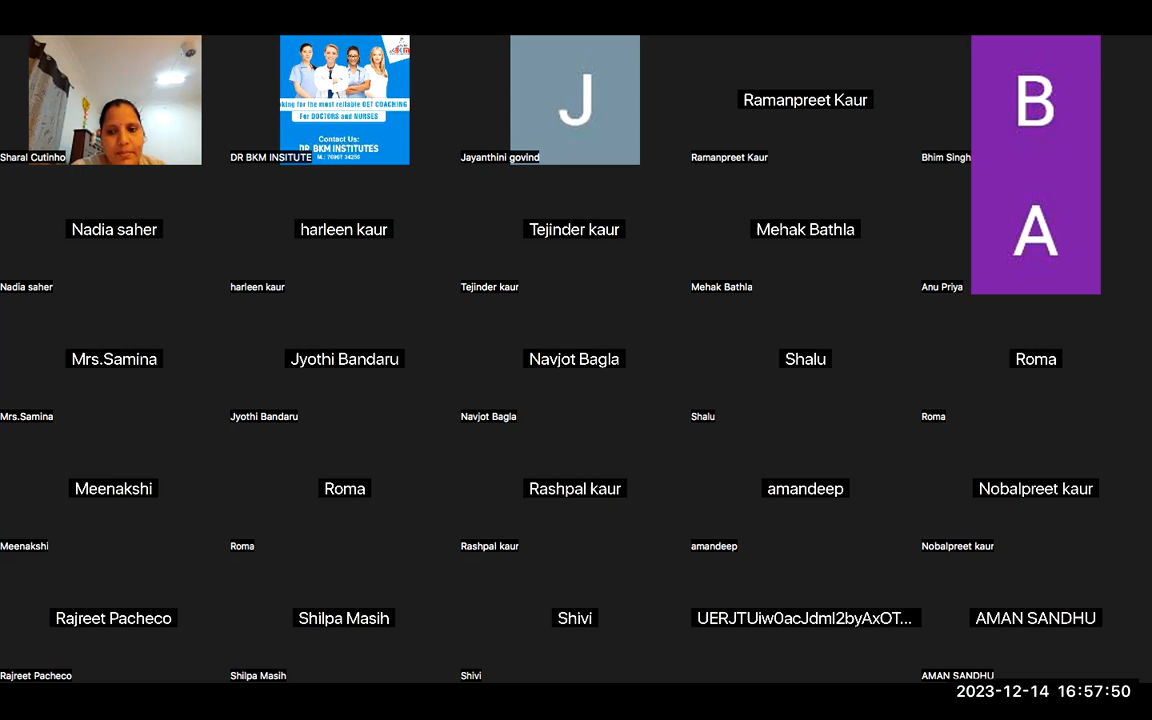 BKM
oking for the most reliable OET COACHING
For DOCTORS and NURSES
Contact Us:
DR. BKM INSTITUTES
M.: 76967 34256
J
Ramanpreet Kaur
B
Sharal Cutinho
DR BKM INSITUTE
Jayanthini govind
Ramanpreet Kaur
Bhim Singh
Nadia saher
harleen kaur
Tejinder kaur
Mehak Bathla
A
Nadia saher
harleen kaur
Tejinder kaur
Mehak Bathla
Anu Priya
Mrs.Samina
Jyothi Bandaru
Navjot Bagla
Shalu
Roma
Mrs.Samina
Jyothi Bandaru
Navjot Bagla
Shalu
Roma
Meenakshi
Roma
Rashpal kaur
amandeep
Nobalpreet kaur
Meenakshi
Roma
Rashpal kaur
amandeep
Nobalpreet kaur
Rajreet Pacheco
Shilpa Masih
Shivi
UERJTUiw0acJdml2byAxOT...
AMAN SANDHU
Rajreet Pacheco
Shilpa Masih
Shivi
AMAN SANDHU
2023-12-14 16:57:50